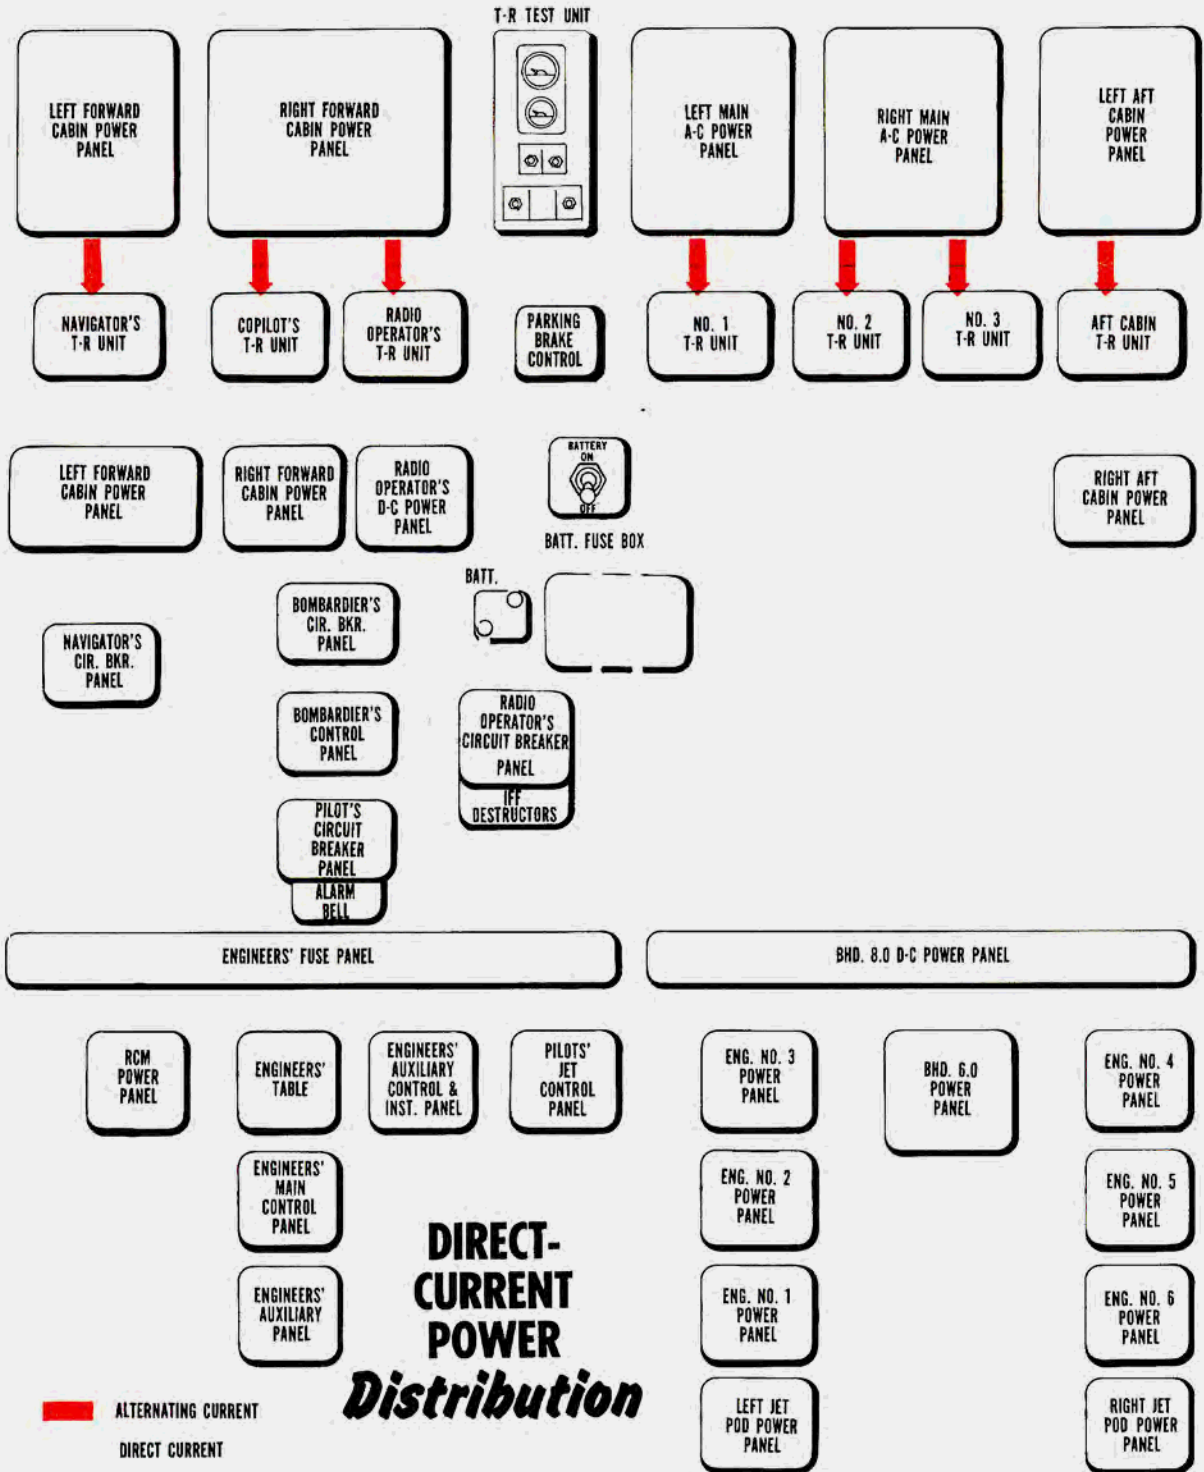 T-R TEST UNIT
LEFT FORWARD
CABIN POWER
PANEL
RIGHT FORWARD
CABIN POWER
PANEL
LEFT MAIN
A-C POWER
PANEL
RIGHT MAIN
A-C POWER
PANEL
LEFT AFT
CABIN
POWER
PANEL
NAVIGATOR'S
T-R UNIT
COPILOT'S
T-R UNIT
RADIO
OPERATOR'S
T-R UNIT
PARKING
BRAKE
CONTROL
NO. 1
T-R UNIT
NO. 2
T-R UNIT
NO. 3
T-R UNIT
AFT CABIN
T-R UNIT
LEFT FORWARD
CABIN POWER
PANEL
RIGHT FORWARD
CABIN POWER
PANEL
RADIO
OPERATOR'S
D-C POWER
PANEL
BATTERY
ON
OFF
RIGHT AFT
CABIN POWER
PANEL
BATT. FUSE BOX
BATT.
NAVIGATOR'S
CIR. BKR.
PANEL
BOMBARDIER'S
CIR. BKR.
PANEL
BOMBARDIER'S
CONTROL
PANEL
RADIO
OPERATOR'S
CIRCUIT BREAKER
PANEL
IFF
DESTRUCTORS
PILOT'S
CIRCUIT
BREAKER
PANEL
ALARM
BELL
ENGINEERS' FUSE PANEL
BHD. 8.0 D-C POWER PANEL
RCM
POWER
PANEL
ENGINEERS'
TABLE
ENGINEERS'
AUXILIARY
CONTROL &
INST. PANEL
PILOTS'
JET
CONTROL
PANEL
ENG. NO. 3
POWER
PANEL
BHD. 6.0
POWER
PANEL
ENG. NO. 4
POWER
PANEL
ENGINEERS'
MAIN
CONTROL
PANEL
ENG. NO. 2
POWER
PANEL
ENG. NO. 5
POWER
PANEL
ENGINEERS'
AUXILIARY
PANEL
ENG. NO. 1
POWER
PANEL
ENG. NO. 6
POWER
PANEL
DIRECT-
CURRENT
POWER
Distribution
LEFT JET
POD POWER
PANEL
RIGHT JET
POD POWER
PANEL
ALTERNATING CURRENT
DIRECT CURRENT